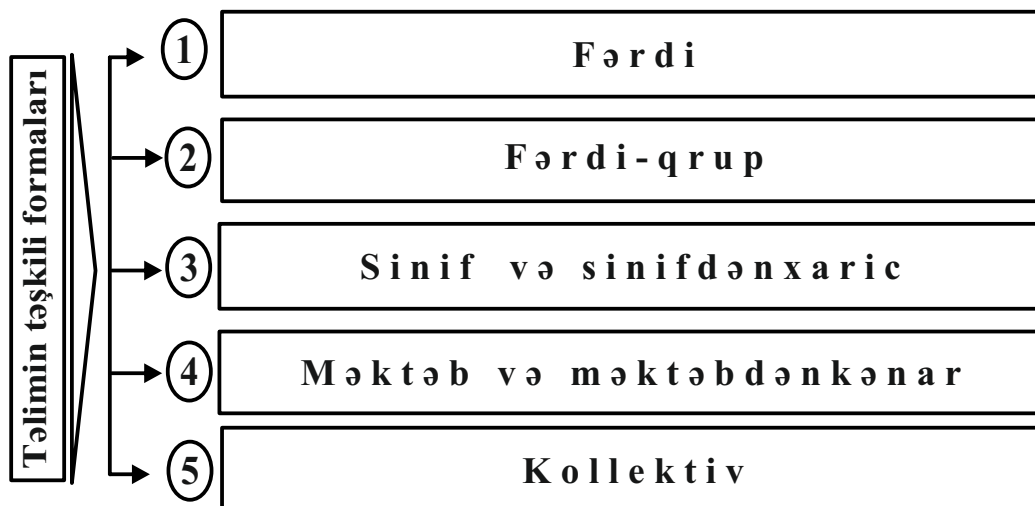 Təlimin təşkili formaları
1 Fərdi
2 Fərdi-qrup
3 Sinif və sinifdənxaric
4 Məktəb və məktəbdənkənar
5 Kollektiv